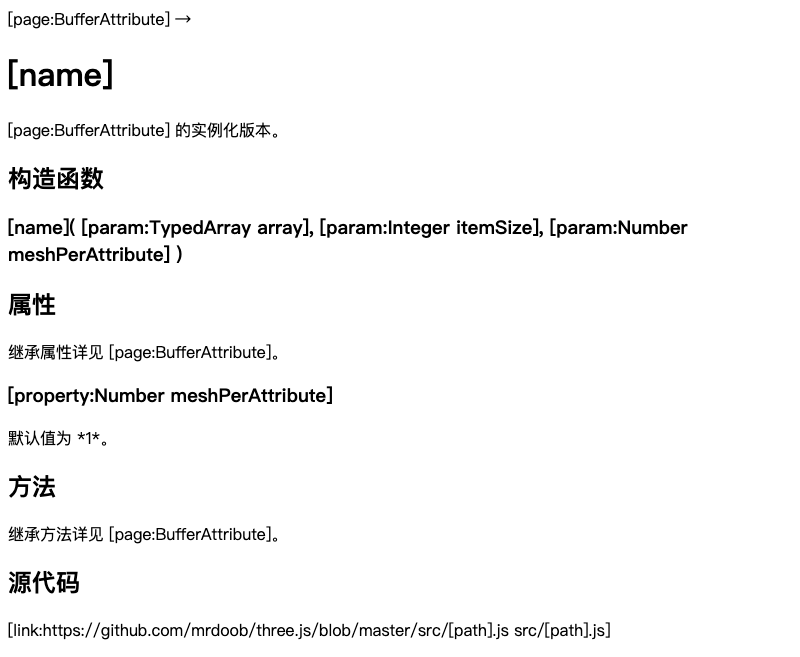 [page:BufferAttribute] →
[name]
[page:BufferAttribute] 的实例化版本。
构造函数
[name]( [param:TypedArray array], [param:Integer itemSize], [param:Number
meshPerAttribute] )
属性
继承属性详见 [page:BufferAttribute]。
[property:Number meshPerAttribute]
默认值为 *1*。
方法
继承方法详见 [page:BufferAttribute]。
源代码
[link:https://github.com/mrdoob/three.js/blob/master/src/[path].js src/[path].js]